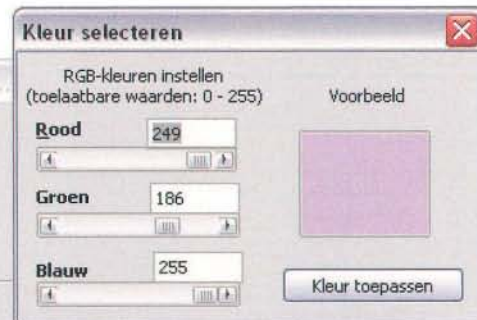 Kleur selecteren
RGB-kleuren instellen
(toelaatbare waarden: 0 - 255)
Voorbeeld
Rood 249
Groen 186
Blauw 255
Kleur toepassen